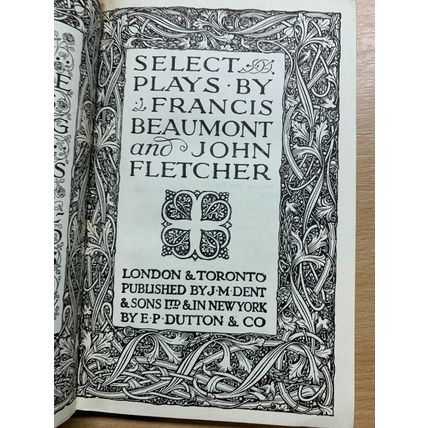 SELECT
PLAYS · BY
FRANCIS
BEAUMONT
and JOHN
FLETCHER
LONDON & TORONTO
PUBLISHED BY J · M · DENT
& SONS LTD & IN NEW YORK
BY E · P · DUTTON & CO